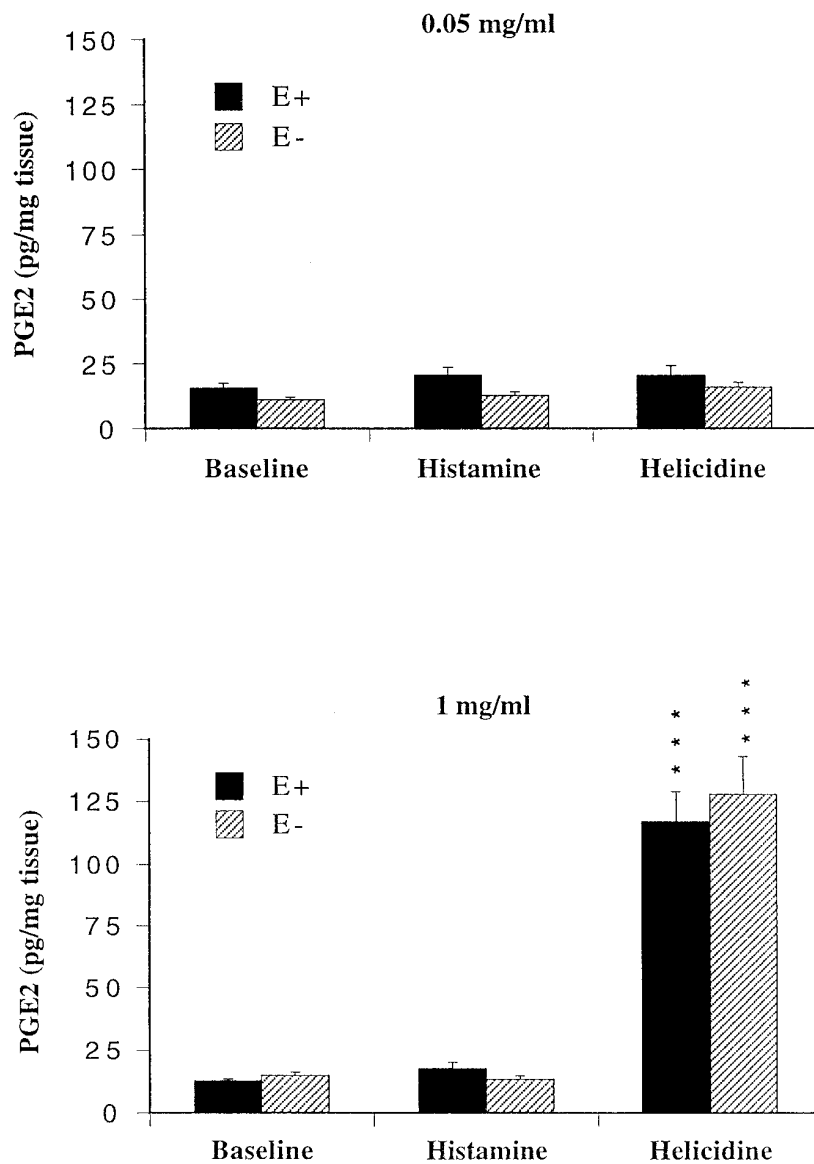 0.05 mg/ml
150
125
100
75
50
25
0
PGE2 (pg/mg tissue)
E+
E-
Baseline Histamine Helicidine
1 mg/ml
* * *
* * *
150
125
100
75
50
25
0
PGE2 (pg/mg tissue)
E+
E-
Baseline Histamine Helicidine